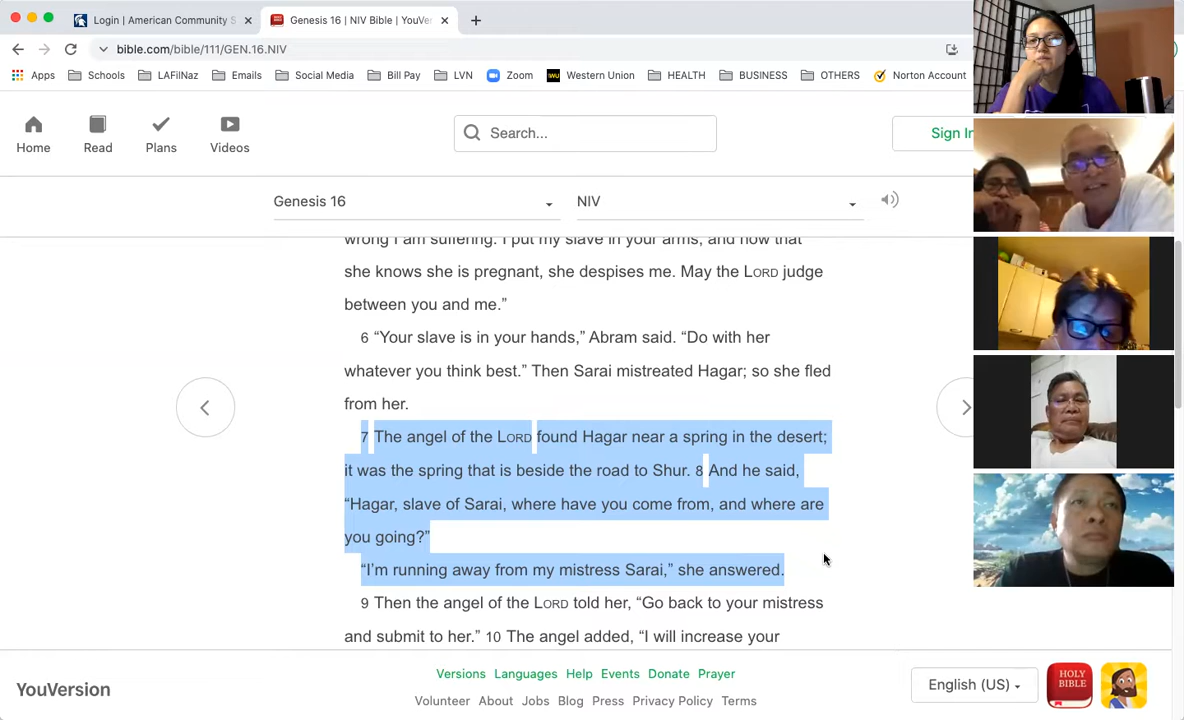 Login | American Community S
Genesis 16 | NIV Bible | YouVe
bible.com/bible/111/GEN.16.NIV
Apps Schools LAFilNaz Emails Social Media Bill Pay LVN Zoom WU Western Union HEALTH BUSINESS OTHERS Norton Account
Home Read Plans Videos
Search...
Sign In
Genesis 16
NIV
wrong I am suffering. I put my slave in your arms, and now that
she knows she is pregnant, she despises me. May the LORD judge
between you and me.”
6 “Your slave is in your hands,” Abram said. “Do with her
whatever you think best.” Then Sarai mistreated Hagar; so she fled
from her.
7 The angel of the LORD found Hagar near a spring in the desert;
it was the spring that is beside the road to Shur. 8 And he said,
“Hagar, slave of Sarai, where have you come from, and where are
you going?”
“I’m running away from my mistress Sarai,” she answered.
9 Then the angel of the LORD told her, “Go back to your mistress
and submit to her.” 10 The angel added, “I will increase your
YouVersion
Versions Languages Help Events Donate Prayer
Volunteer About Jobs Blog Press Privacy Policy Terms
English (US)
HOLY
BIBLE